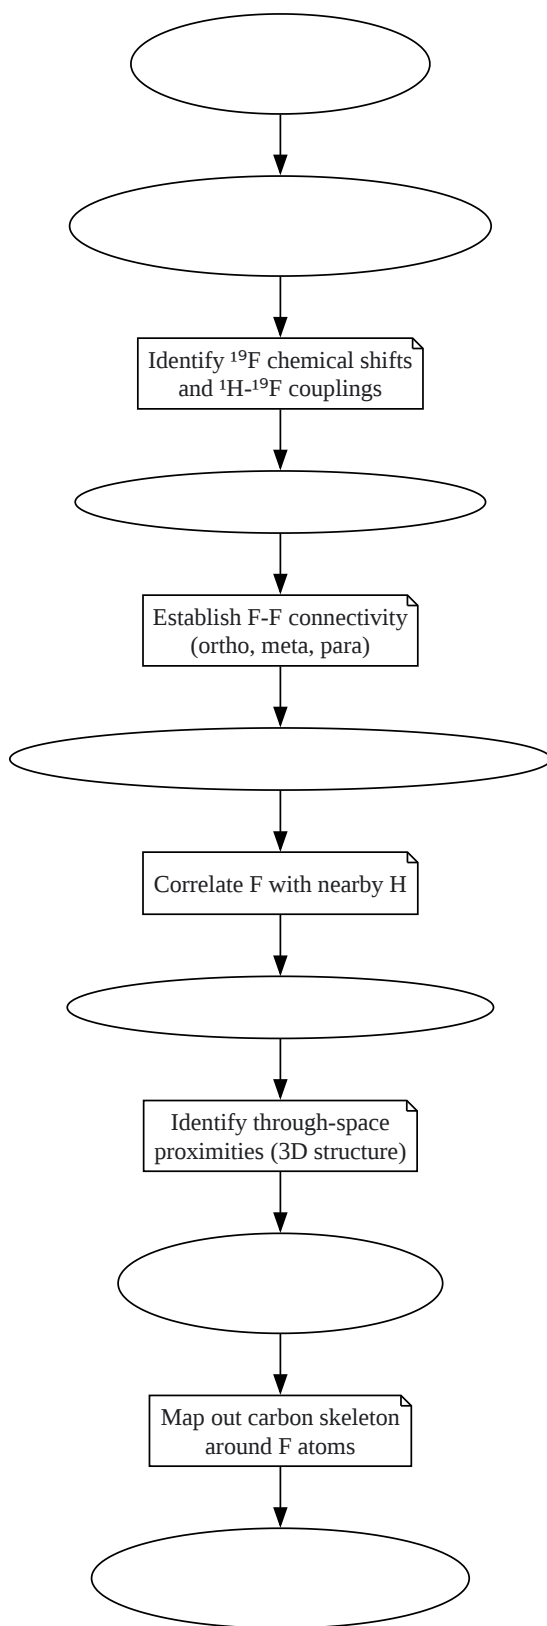 Identify ¹⁹F chemical shifts
and ¹H-¹⁹F couplings
Establish F-F connectivity
(ortho, meta, para)
Correlate F with nearby H
Identify through-space
proximities (3D structure)
Map out carbon skeleton
around F atoms